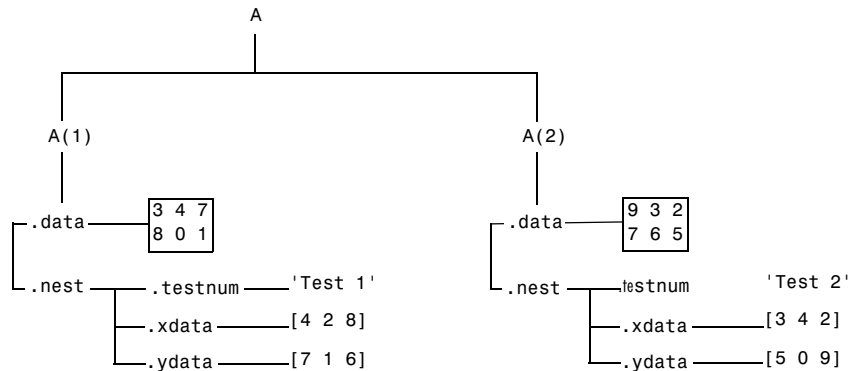 A
A(1) A(2)
.data 3 4 7 .data 9 3 2
8 0 1 7 6 5
.nest .testnum 'Test 1' .nest .testnum 'Test 2'
.xdata [4 2 8] .xdata [3 4 2]
.ydata [7 1 6] .ydata [5 0 9]